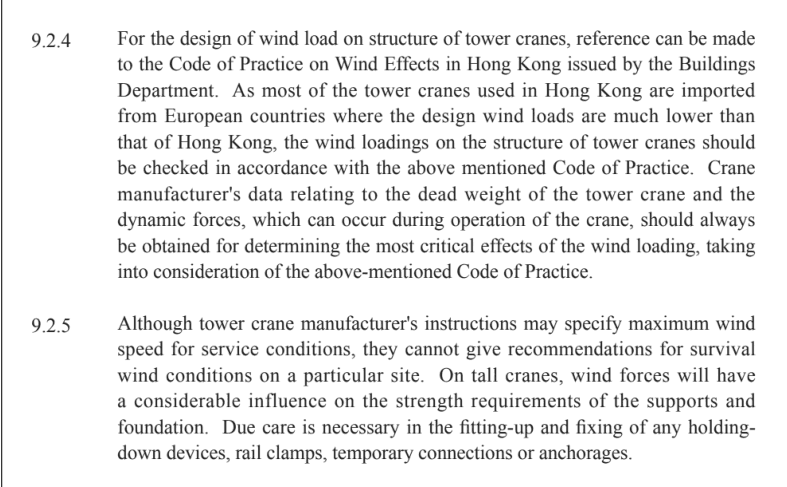 9.2.4 For the design of wind load on structure of tower cranes, reference can be made
to the Code of Practice on Wind Effects in Hong Kong issued by the Buildings
Department. As most of the tower cranes used in Hong Kong are imported
from European countries where the design wind loads are much lower than
that of Hong Kong, the wind loadings on the structure of tower cranes should
be checked in accordance with the above mentioned Code of Practice. Crane
manufacturer's data relating to the dead weight of the tower crane and the
dynamic forces, which can occur during operation of the crane, should always
be obtained for determining the most critical effects of the wind loading, taking
into consideration of the above-mentioned Code of Practice.
9.2.5 Although tower crane manufacturer's instructions may specify maximum wind
speed for service conditions, they cannot give recommendations for survival
wind conditions on a particular site. On tall cranes, wind forces will have
a considerable influence on the strength requirements of the supports and
foundation. Due care is necessary in the fitting-up and fixing of any holding-
down devices, rail clamps, temporary connections or anchorages.